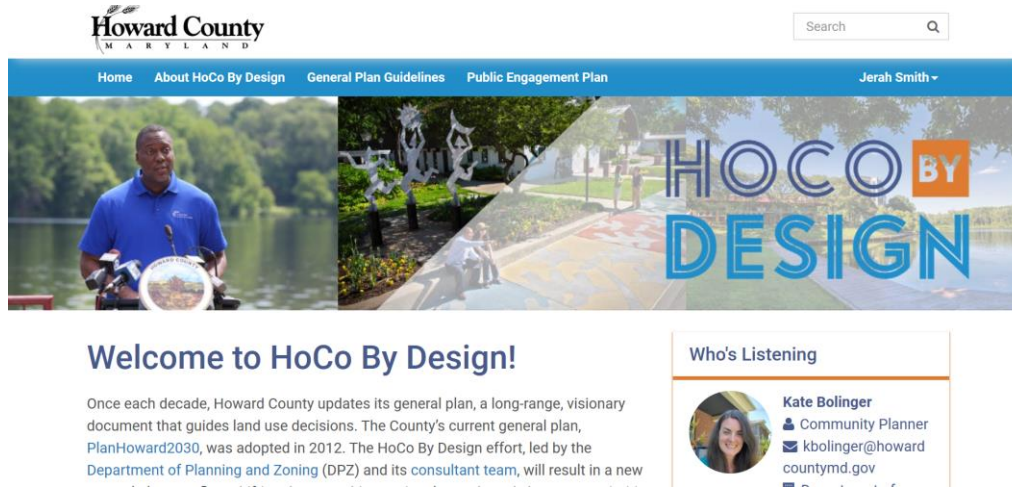 Howard County
MARYLAND
Search
Home About HoCo By Design General Plan Guidelines Public Engagement Plan Jerah Smith
HOWARD COUNTY
HOCO BY
DESIGN
Welcome to HoCo By Design!
Once each decade, Howard County updates its general plan, a long-range, visionary
document that guides land use decisions. The County's current general plan,
PlanHoward2030, was adopted in 2012. The HoCo By Design effort, led by the
Department of Planning and Zoning (DPZ) and its consultant team, will result in a new
Who's Listening
Kate Bolinger
Community Planner
kbolinger@howard
countymd.gov